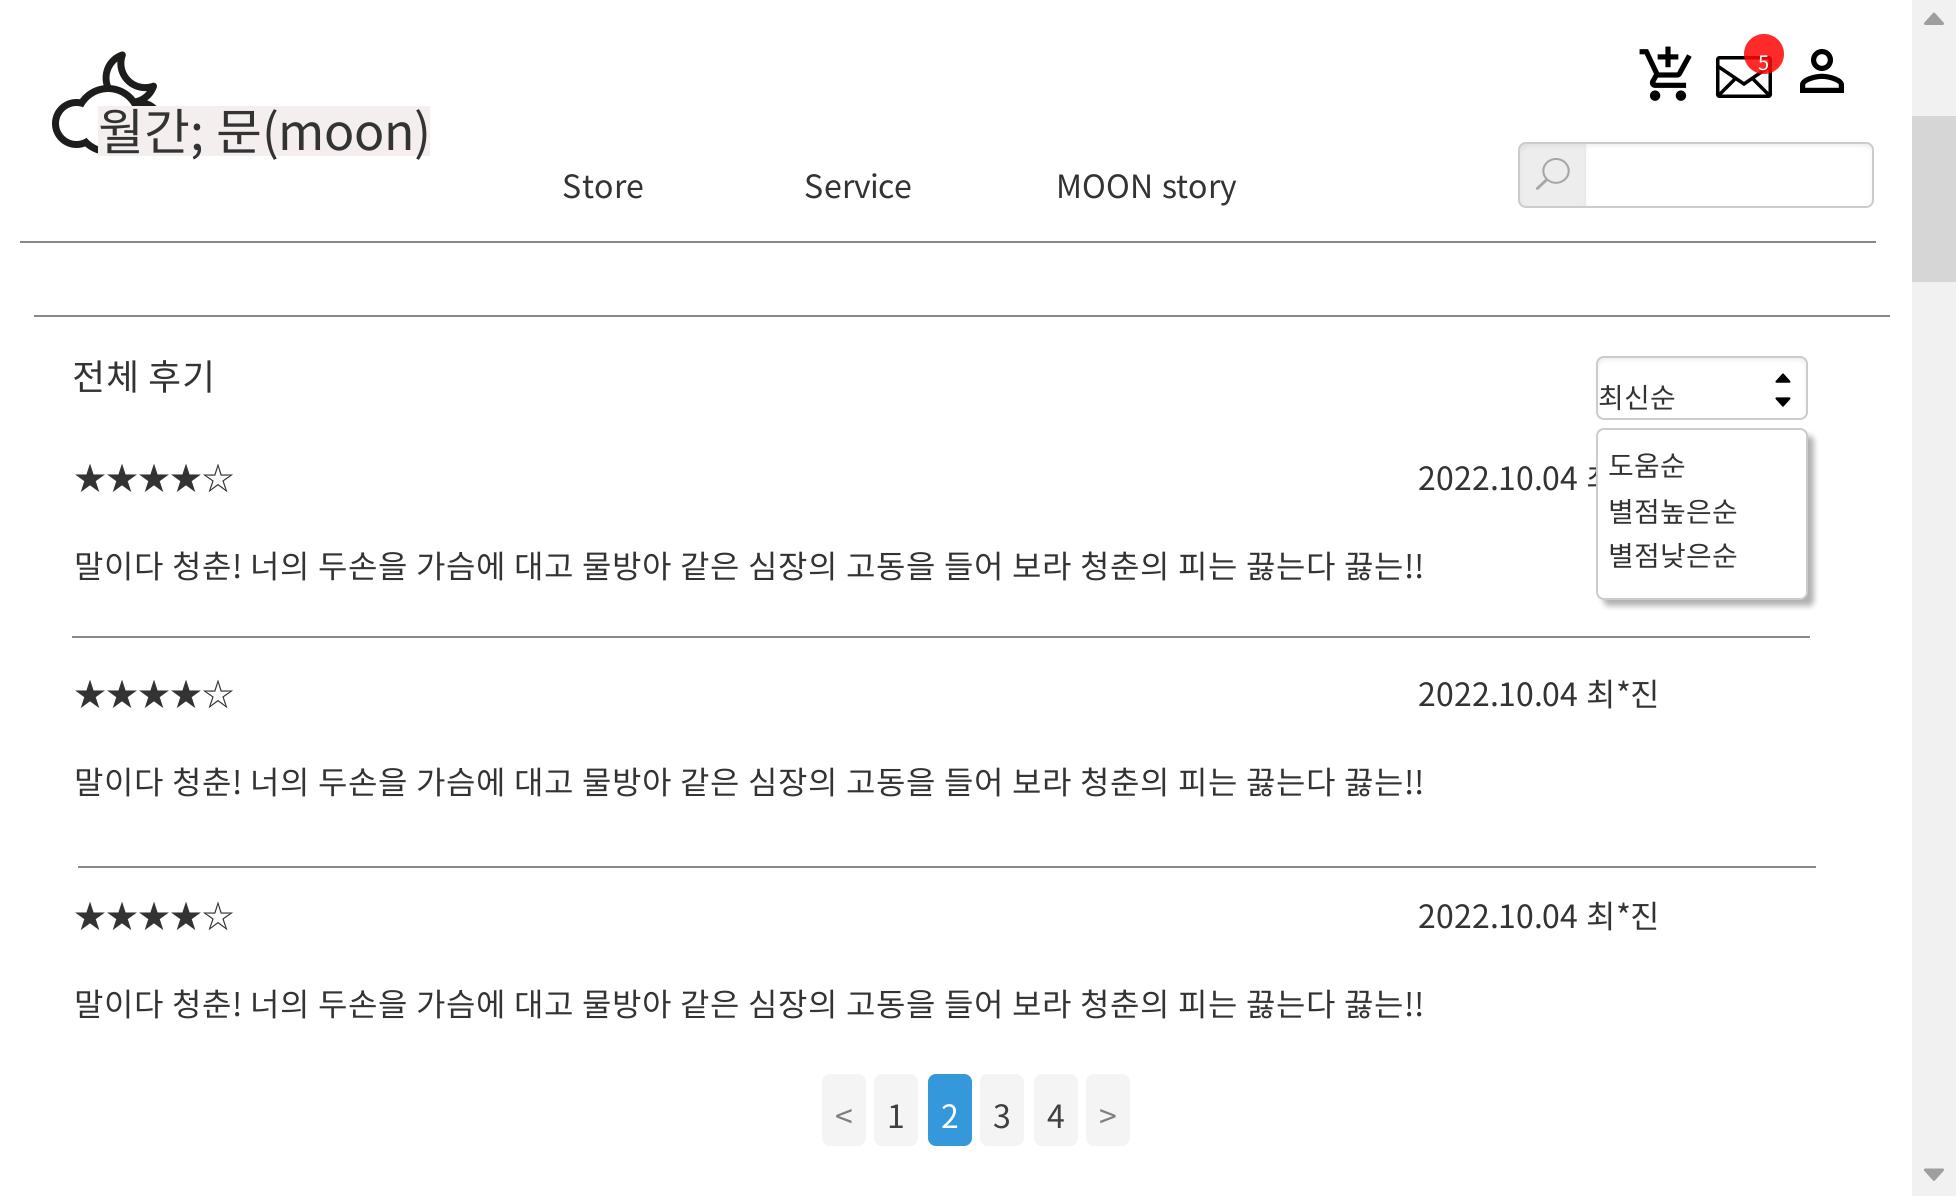 5
월간; 문(moon)
Store Service MOON story
전체 후기
최신순
도움순
별점높은순
별점낮은순
★★★★☆ 2022.10.04
말이다 청춘! 너의 두손을 가슴에 대고 물방아 같은 심장의 고동을 들어 보라 청춘의 피는 끓는다 끓는!!
★★★★☆ 2022.10.04 최*진
말이다 청춘! 너의 두손을 가슴에 대고 물방아 같은 심장의 고동을 들어 보라 청춘의 피는 끓는다 끓는!!
★★★★☆ 2022.10.04 최*진
말이다 청춘! 너의 두손을 가슴에 대고 물방아 같은 심장의 고동을 들어 보라 청춘의 피는 끓는다 끓는!!
< 1 2 3 4 >